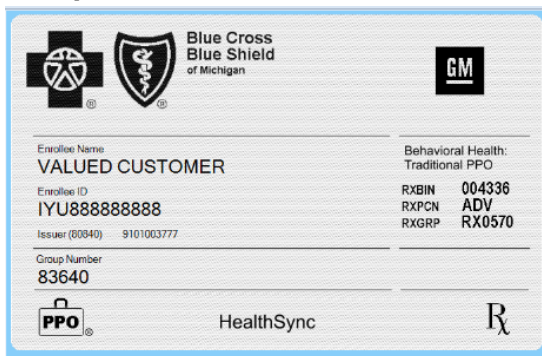 Blue Cross
Blue Shield
of Michigan
® ®
GM
Enrollee Name
VALUED CUSTOMER
Enrollee ID
IYU888888888
Issuer (80840) 9101003777
Behavioral Health:
Traditional PPO
RXBIN 004336
RXPCN ADV
RXGRP RX0570
Group Number
83640
PPO ®
HealthSync
Rx